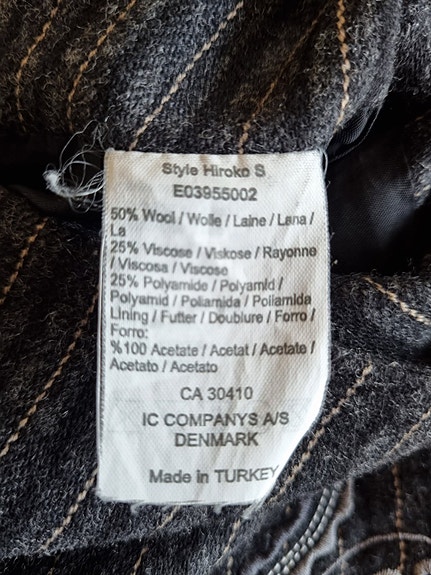 Style Hiroko S
E03955002
50% Wool / Wolle / Laine / Lana /
La
25% Viscose / Viskose / Rayonne
/ Viscosa / Viscose
25% Polyamide / Polyamid /
Polyamid / Poliamida / Poliamida
Lining / Futter / Doublure / Forro /
Forro:
%100 Acetate / Acetat / Acetate /
Acetato / Acetato
CA 30410
IC COMPANYS A/S
DENMARK
Made in TURKEY